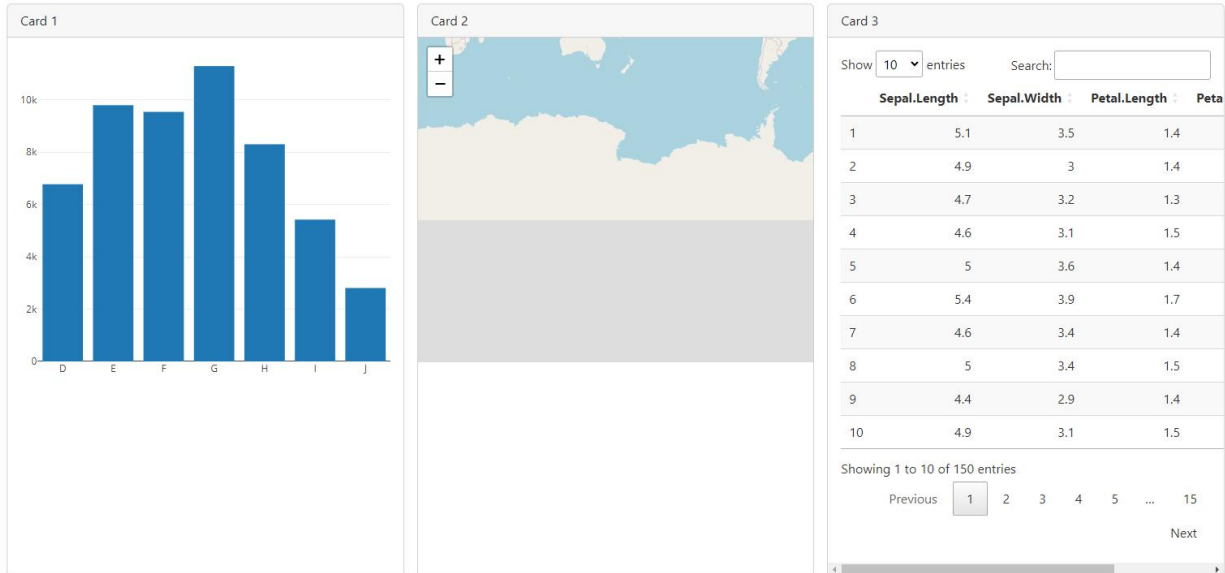 Card 1
10k
8k
6k
4k
2k
0
D E F G H I J
Card 2
+
−
Card 3
Show 10 entries Search:
Sepal.Length Sepal.Width Petal.Length Peta
1 5.1 3.5 1.4
2 4.9 3 1.4
3 4.7 3.2 1.3
4 4.6 3.1 1.5
5 5 3.6 1.4
6 5.4 3.9 1.7
7 4.6 3.4 1.4
8 5 3.4 1.5
9 4.4 2.9 1.4
10 4.9 3.1 1.5
Showing 1 to 10 of 150 entries
Previous 1 2 3 4 5 ... 15
Next